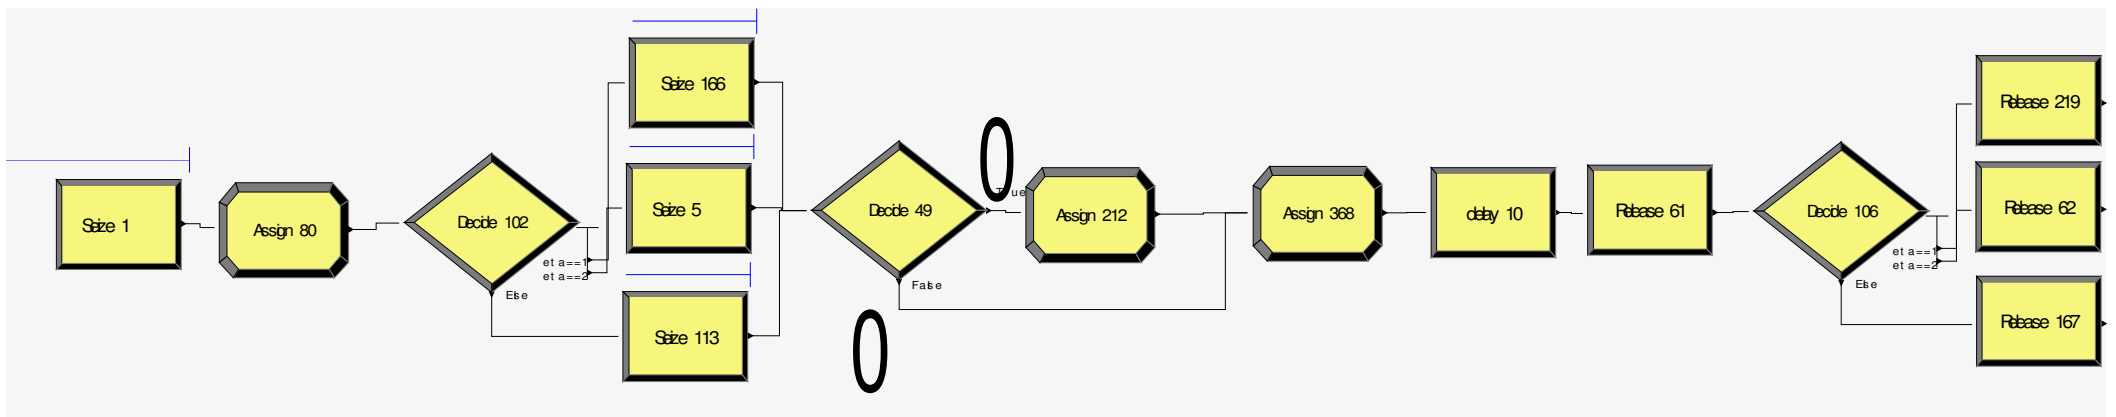 Seize 1
Assign 80
Decide 102
et a==1
et a==2
Else
Seize 166
Seize 5
Seize 113
Decide 49
0
True
False
0
Assign 212
Assign 368
delay 10
Release 61
Decide 106
et a==1
et a==2
Else
Release 219
Release 62
Release 167